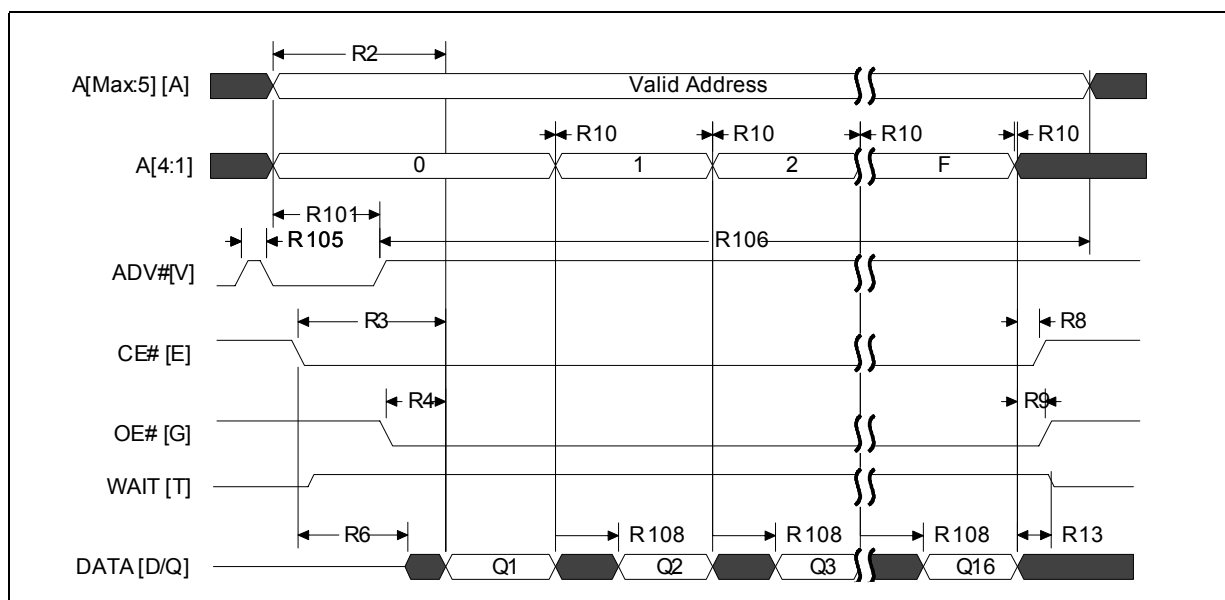 R2
A[Max:5] [A] Valid Address
R10 R10 R10 R10
A[4:1] 0 1 2 F
R101
R105 R106
ADV#[V]
R3 R8
CE# [E]
R4 R9
OE# [G]
WAIT [T]
R6 R108 R108 R108 R13
DATA [D/Q] Q1 Q2 Q3 Q16